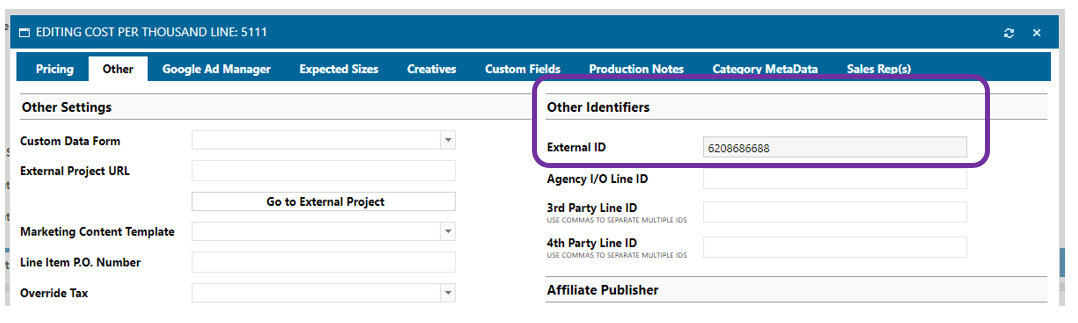 EDITING COST PER THOUSAND LINE: 5111
Pricing Other Google Ad Manager Expected Sizes Creatives Custom Fields Production Notes Category MetaData Sales Rep(s)
Other Settings
Custom Data Form
External Project URL
Go to External Project
Marketing Content Template
Line Item P.O. Number
Override Tax
Other Identifiers
External ID 6208686688
Agency I/O Line ID
3rd Party Line ID
USE COMMAS TO SEPARATE MULTIPLE IDS
4th Party Line ID
USE COMMAS TO SEPARATE MULTIPLE IDS
Affiliate Publisher